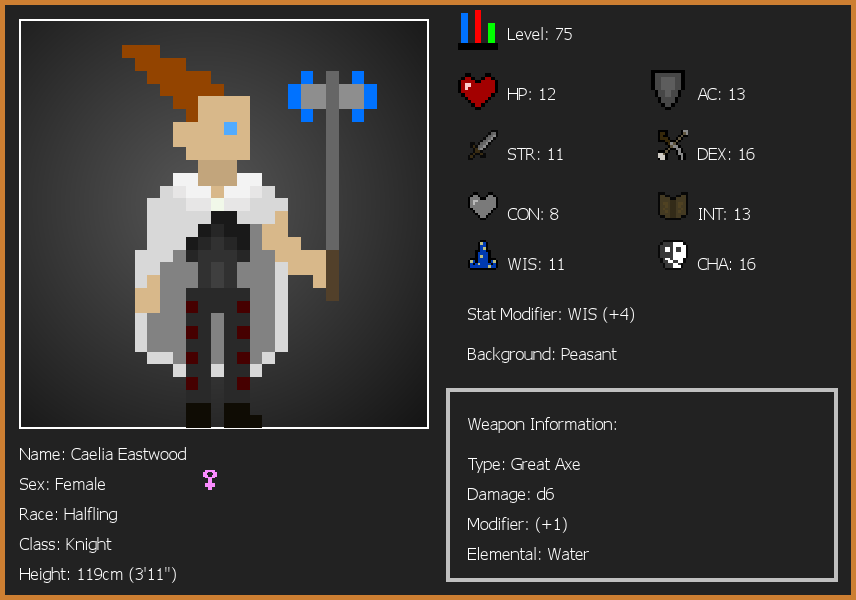 Level: 75
HP: 12
AC: 13
STR: 11
DEX: 16
CON: 8
INT: 13
WIS: 11
CHA: 16
Stat Modifier: WIS (+4)
Background: Peasant
Weapon Information:
Type: Great Axe
Damage: d6
Modifier: (+1)
Elemental: Water
Name: Caelia Eastwood
Sex: Female
Race: Halfling
Class: Knight
Height: 119cm (3'11")